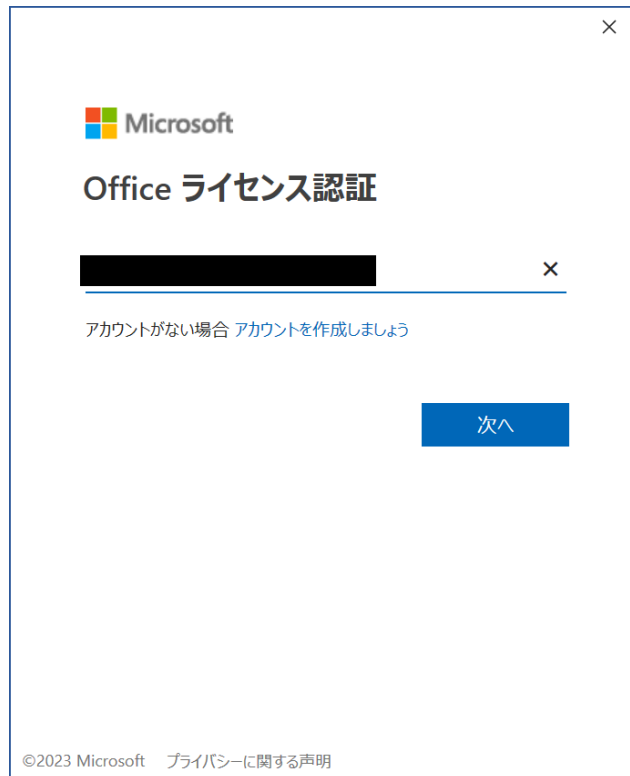 Microsoft
Office ライセンス認証
アカウントがない場合 アカウントを作成しましょう
次へ
©2023 Microsoft プライバシーに関する声明